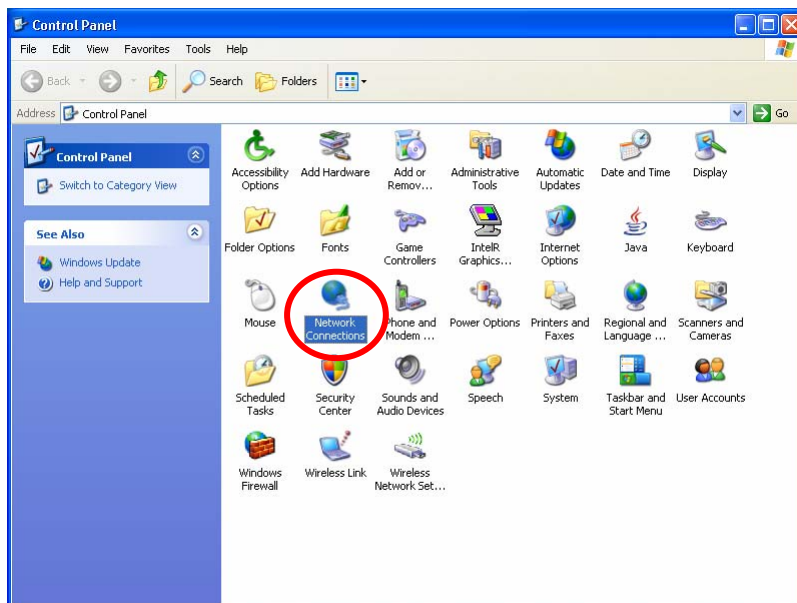 Control Panel
File Edit View Favorites Tools Help
Back Search Folders
Address Control Panel Go
Control Panel
Switch to Category View
See Also
Windows Update
Help and Support
Accessibility Options
Add Hardware
Add or Remov...
Administrative Tools
Automatic Updates
Date and Time
Display
Folder Options
Fonts
Game Controllers
IntelR Graphics...
Internet Options
Java
Keyboard
Mouse
Network Connections
Phone and Modem ...
Power Options
Printers and Faxes
Regional and Language ...
Scanners and Cameras
Scheduled Tasks
Security Center
Sounds and Audio Devices
Speech
System
Taskbar and Start Menu
User Accounts
Windows Firewall
Wireless Link
Wireless Network Set...